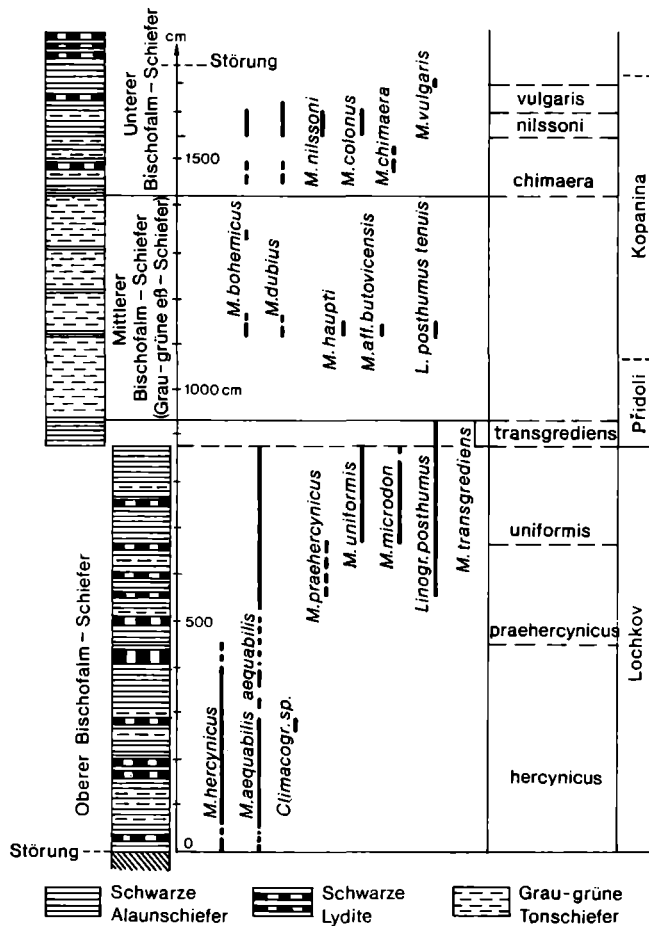 cm
Störung
Unterer
Bischofalm – Schiefer
1500
M. nilssoni
M. colonus
M. chimaera
M. vulgaris
vulgaris
nilssoni
chimaera
Kopanina
Mittlerer
Bischofalm – Schiefer
(Grau-grüne eß – Schiefer)
M. bohemicus
M. dubius
M. haupti
M. aff. butovicensis
L. posthumus tenuis
1000 cm
Přidoli
transgrediens
Oberer Bischofalm – Schiefer
500
M. hercynicus
M. aequabilis aequabilis
Climacogr. sp.
M. praehercynicus
M. uniformis
M. microdon
Linogr. posthumus
M. transgrediens
uniformis
praehercynicus
hercynicus
Lochkov
0
Störung
Schwarze
Alaunschiefer
Schwarze
Lydite
Grau-grüne
Tonschiefer